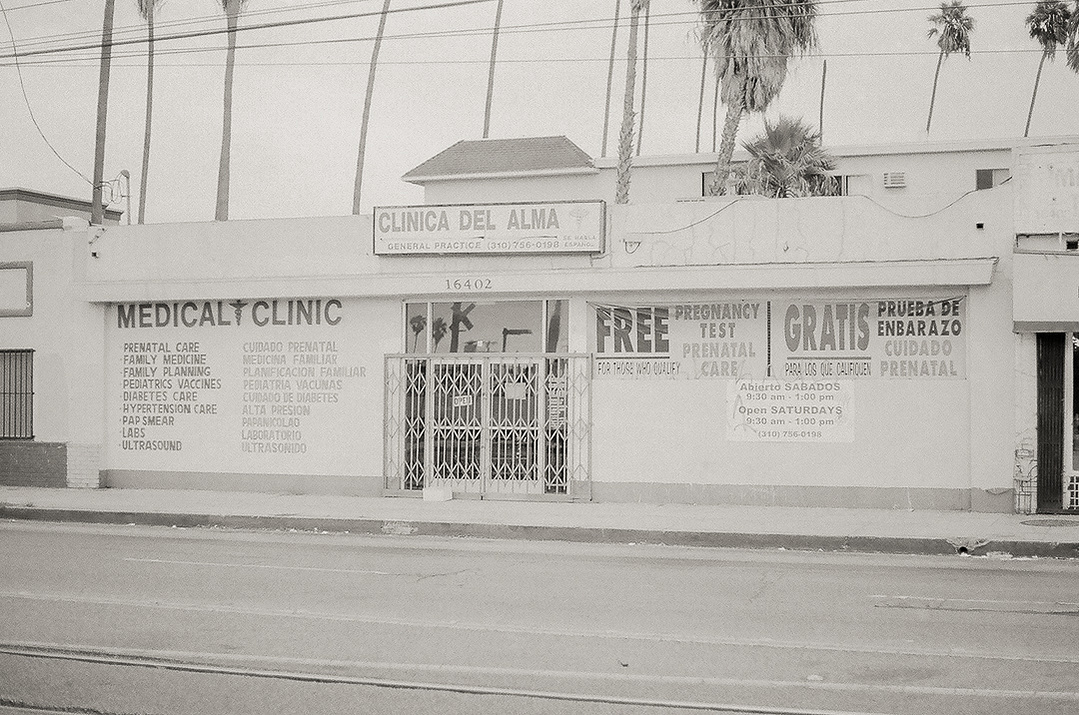 CLINICA DEL ALMA
GENERAL PRACTICE (310) 756-0198
SE HABLA
ESPAÑOL
16402
MEDICAL CLINIC
·PRENATAL CARE
·FAMILY MEDICINE
·FAMILY PLANNING
·PEDIATRICS VACCINES
·DIABETES CARE
·HYPERTENSION CARE
·PAP SMEAR
·LABS
·ULTRASOUND
CUIDADO PRENATAL
MEDICINA FAMILIAR
PLANIFICACION FAMILIAR
PEDIATRIA VACUNAS
CUIDADO DE DIABETES
ALTA PRESION
PAPANICOLAO
LABORATORIO
ULTRASONIDO
OPEN
FREE
PREGNANCY
TEST
PRENATAL
CARE
FOR THOSE WHO QUALIFY
GRATIS
PRUEBA DE
ENBARAZO
CUIDADO
PRENATAL
PARA LOS QUE CALIFIQUEN
Abierto SABADOS
9:30 am - 1:00 pm
Open SATURDAYS
9:30 am - 1:00 pm
(310) 756-0198